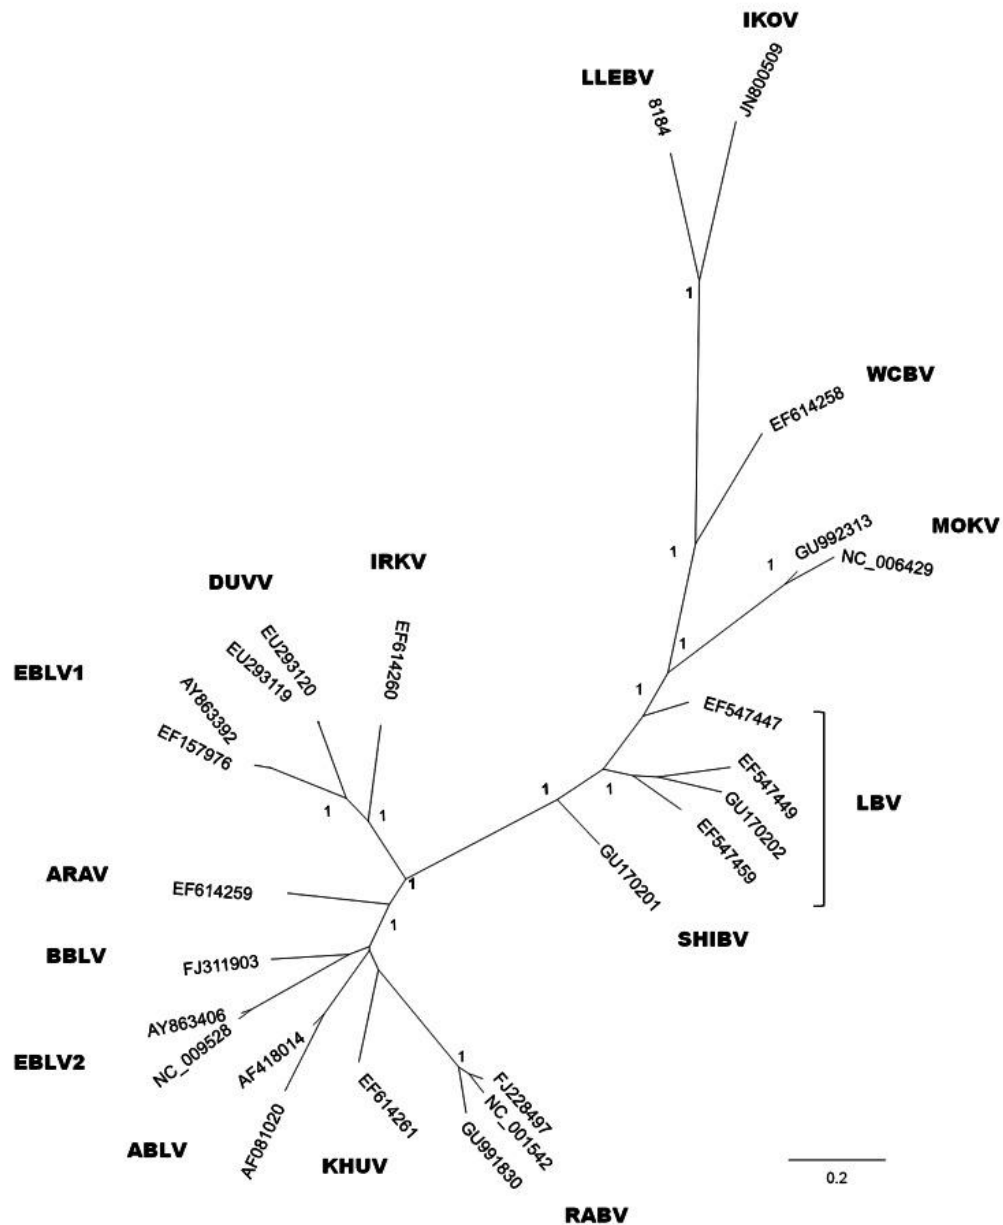 IKOV
JN800509
LLEBV
8184
1
WCBV
EF614258
1
MOKV
GU992313
NC_006429
1
1
IRKV
DUVV
EF614260
EU293120
EU293119
EBLV1
AY863392
EF157976
1
1
1
EF547447
EF547449
GU170202
EF547459
LBV
1
1
GU170201
SHIBV
1
ARAV
EF614259
1
BBLV
FJ311903
AY863406
NC_009528
EBLV2
AF418014
AF081020
ABLV
EF614261
KHUV
1
FJ228497
NC_001542
GU991830
RABV
0.2